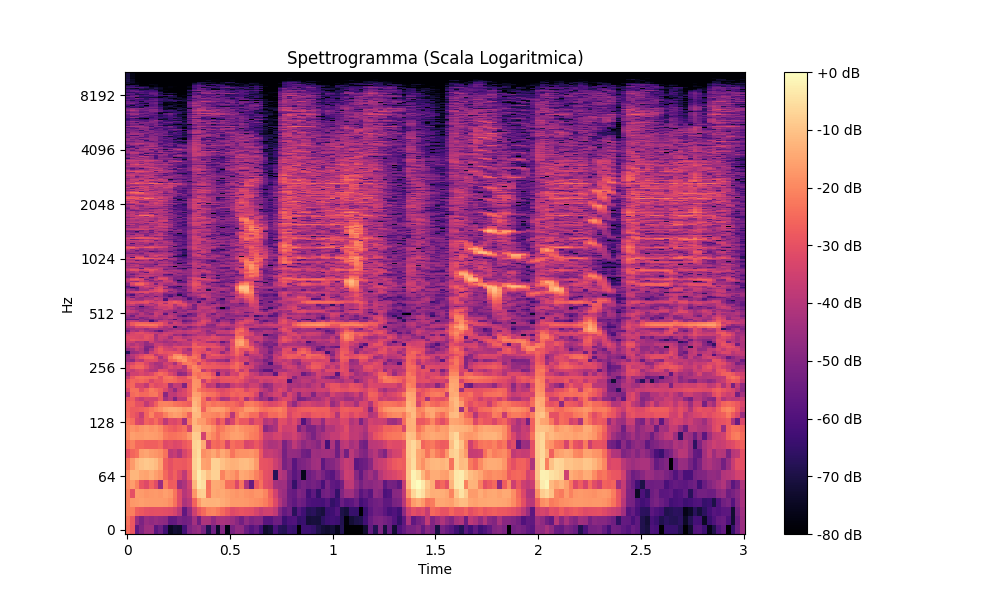 Spettrogramma (Scala Logaritmica)
8192
4096
2048
1024
512
256
128
64
0
Hz
0
0.5
1
1.5
2
2.5
3
Time
+0 dB
-10 dB
-20 dB
-30 dB
-40 dB
-50 dB
-60 dB
-70 dB
-80 dB